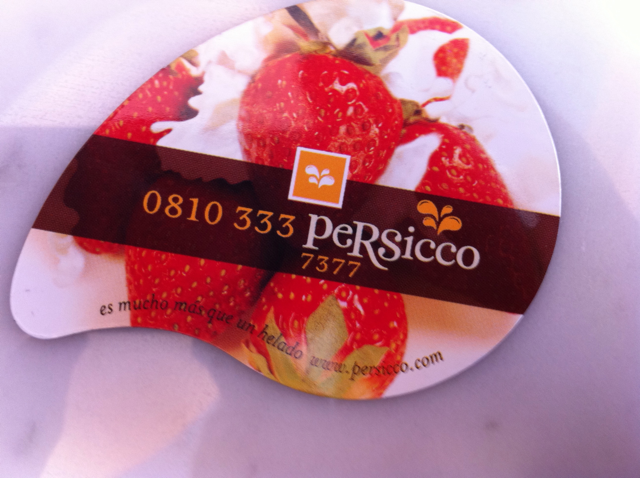 0810 333 PeRsicco
7377
es mucho más que un helado www.persicco.com